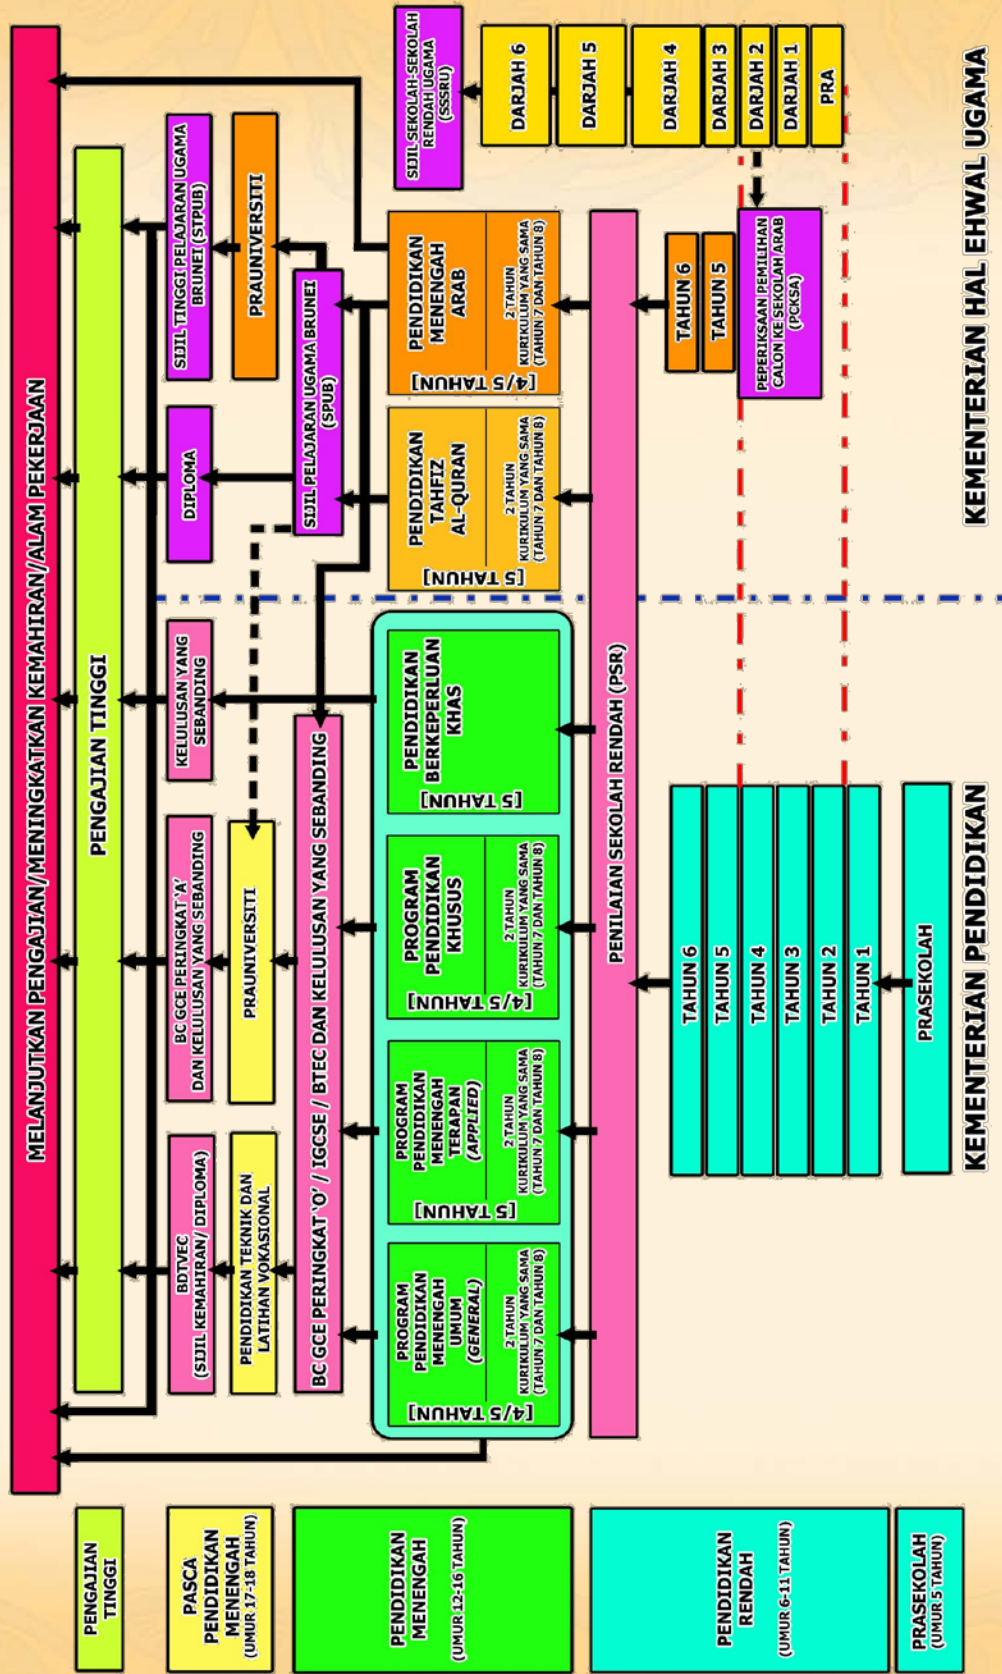 MELANJUTKAN PENGAJIAN/MENINGKATKAN KEMAHIRAN/ALAM PEKERJAAN
PENGAJIAN
TINGGI
PENGAJIAN TINGGI
PASCA
PENDIDIKAN
MENENGAH
(UMUR 17-18 TAHUN)
BDTVEC
(SIJIL KEMAHIRAN/ DIPLOMA)
BC GCE PERINGKAT 'A'
DAN KELULUSAN YANG SEBANDING
KELULUSAN YANG
SEBANDING
DIPLOMA
SIJIL TINGGI PELAJARAN UGAMA
BRUNEI (STPUB)
PENDIDIKAN TEKNIK DAN
LATIHAN VOKASIONAL
PRAUNIVERSITI
PRAUNIVERSITI
PENDIDIKAN
MENENGAH
(UMUR 12-16 TAHUN)
BC GCE PERINGKAT 'O' / IGCSE / BTEC DAN KELULUSAN YANG SEBANDING
SIJIL PELAJARAN UGAMA BRUNEI
(SPUB)
[4/5 TAHUN]
PROGRAM
PENDIDIKAN
MENENGAH
UMUM
(GENERAL)
2 TAHUN
KURIKULUM YANG SAMA
(TAHUN 7 DAN TAHUN 8)
[5 TAHUN]
PROGRAM
PENDIDIKAN
MENENGAH
TERAPAN
(APPLIED)
2 TAHUN
KURIKULUM YANG SAMA
(TAHUN 7 DAN TAHUN 8)
[4/5 TAHUN]
PROGRAM
PENDIDIKAN
KHUSUS
2 TAHUN
KURIKULUM YANG SAMA
(TAHUN 7 DAN TAHUN 8)
[5 TAHUN]
PENDIDIKAN
BERKEPERLUAN
KHAS
[5 TAHUN]
PENDIDIKAN
TAHFIZ
AL-QURAN
2 TAHUN
KURIKULUM YANG SAMA
(TAHUN 7 DAN TAHUN 8)
[4/5 TAHUN]
PENDIDIKAN
MENENGAH
ARAB
2 TAHUN
KURIKULUM YANG SAMA
(TAHUN 7 DAN TAHUN 8)
SIJIL SEKOLAH-SEKOLAH
RENDAH UGAMA
(SSSRU)
DARJAH 6
DARJAH 5
DARJAH 4
DARJAH 3
DARJAH 2
DARJAH 1
PRA
PENDIDIKAN
RENDAH
(UMUR 6-11 TAHUN)
PENILAIAN SEKOLAH RENDAH (PSR)
TAHUN 6
TAHUN 5
TAHUN 4
TAHUN 3
TAHUN 2
TAHUN 1
TAHUN 6
TAHUN 5
PEPERIKSAAN PEMILIHAN
CALON KE SEKOLAH ARAB
(PCKSA)
PRASEKOLAH
(UMUR 5 TAHUN)
PRASEKOLAH
KEMENTERIAN PENDIDIKAN
KEMENTERIAN HAL EHWAL UGAMA